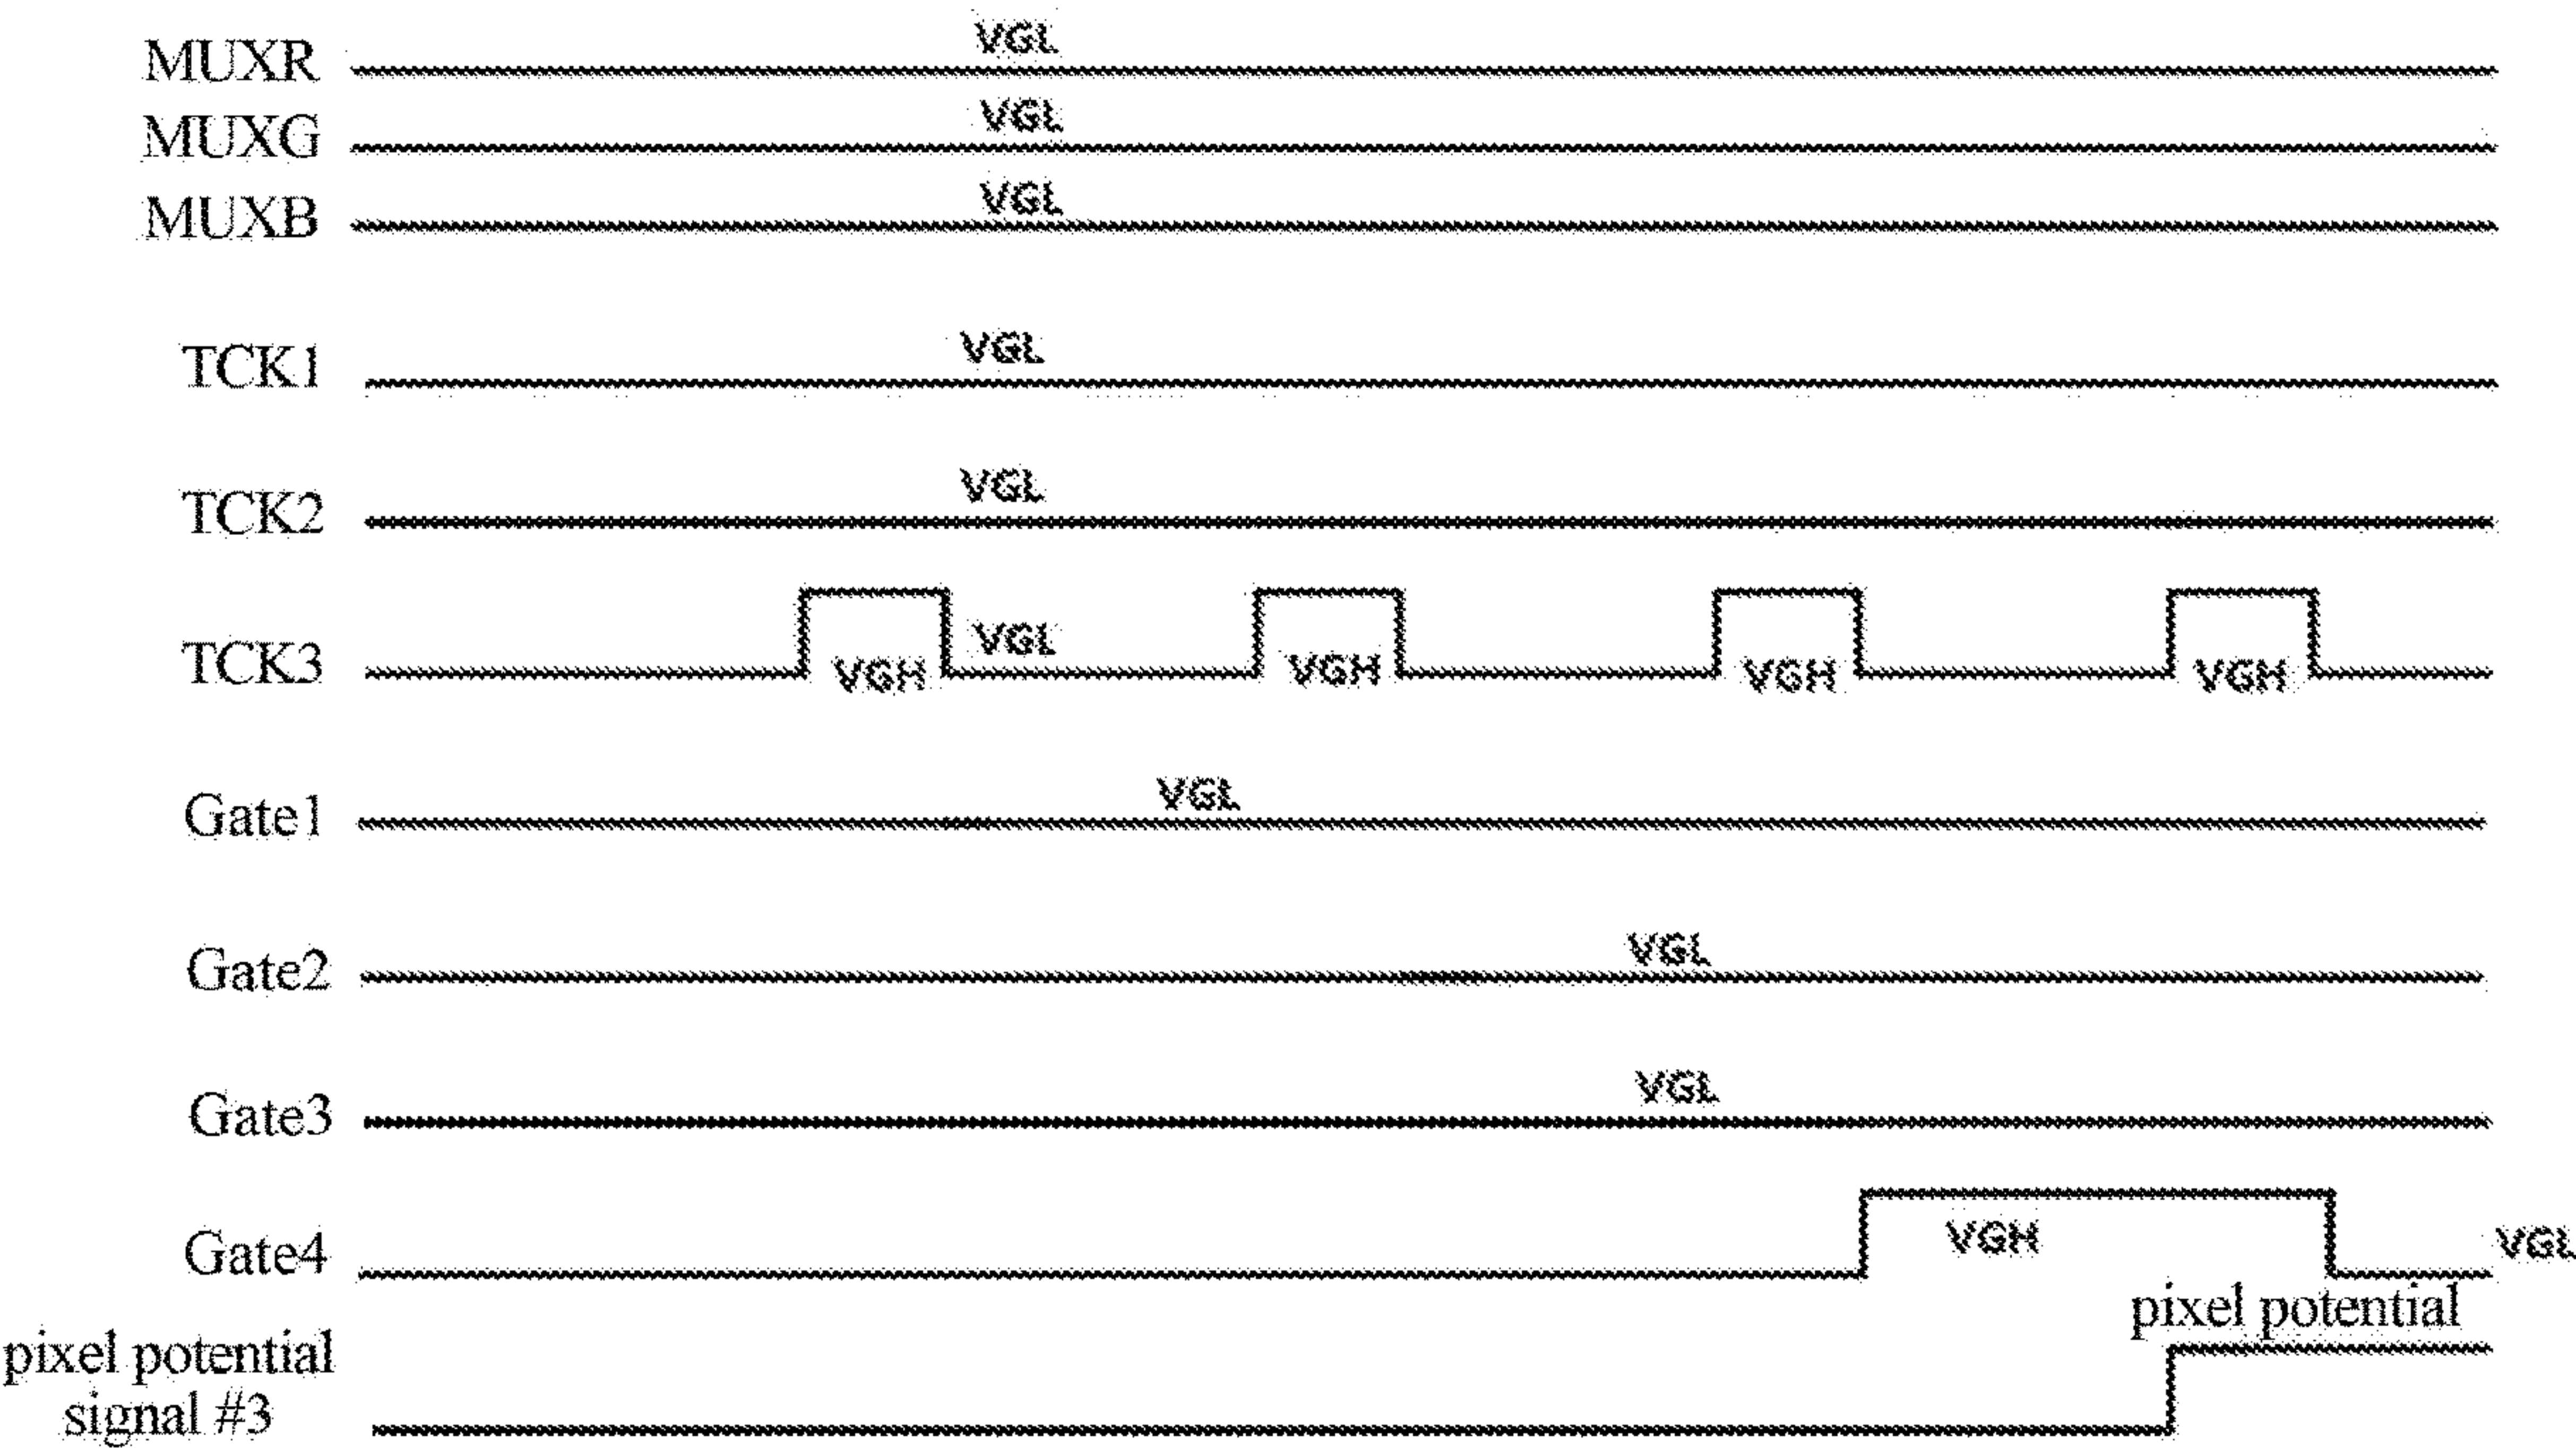 VGL
MUXR
VGL
MUXG
VGL
MUXB
VGL
TCK1
VGL
TCK2
TCK3
VGL
VGH
VGH
VGH
VGH
VGL
Gate1
VGL
Gate2
VGL
Gate3
Gate4
VGH
VGL
pixel potential
pixel potential
signal #3